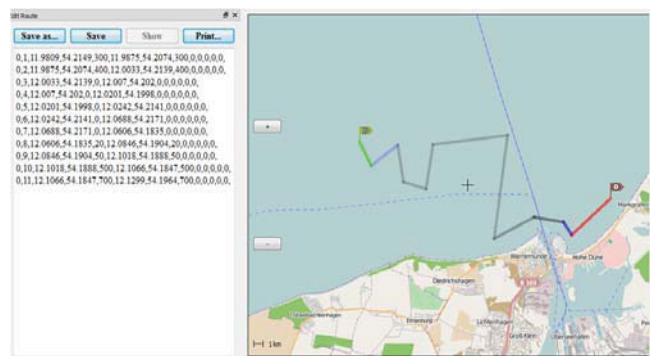 Edit Route
Save as...
Save
Show
Print...
0,1,11.9809,54.2149,300,11.9875,54.2074,300,0,0,0,0,0,
0,2,11.9875,54.2074,400,12.0033,54.2139,400,0,0,0,0,0,
0,3,12.0033,54.2139,0,12.007,54.202,0,0,0,0,0,0,
0,4,12.007,54.202,0,12.0201,54.1998,0,0,0,0,0,0,
0,5,12.0201,54.1998,0,12.0242,54.2141,0,0,0,0,0,0,
0,6,12.0242,54.2141,0,12.0688,54.2171,0,0,0,0,0,0,
0,7,12.0688,54.2171,0,12.0606,54.1835,0,0,0,0,0,0,
0,8,12.0606,54.1835,20,12.0846,54.1904,20,0,0,0,0,0,
0,9,12.0846,54.1904,50,12.1018,54.1888,50,0,0,0,0,0,
0,10,12.1018,54.1888,500,12.1066,54.1847,500,0,0,0,0,0,
0,11,12.1066,54.1847,700,12.1299,54.1964,700,0,0,0,0,0,
+
-
Markgrafen
Warnemünde
Hohe Düne
Diedrichshagen
Elmenhorst
Lichtenhagen
Groß Klein
Überseehafen
1 km